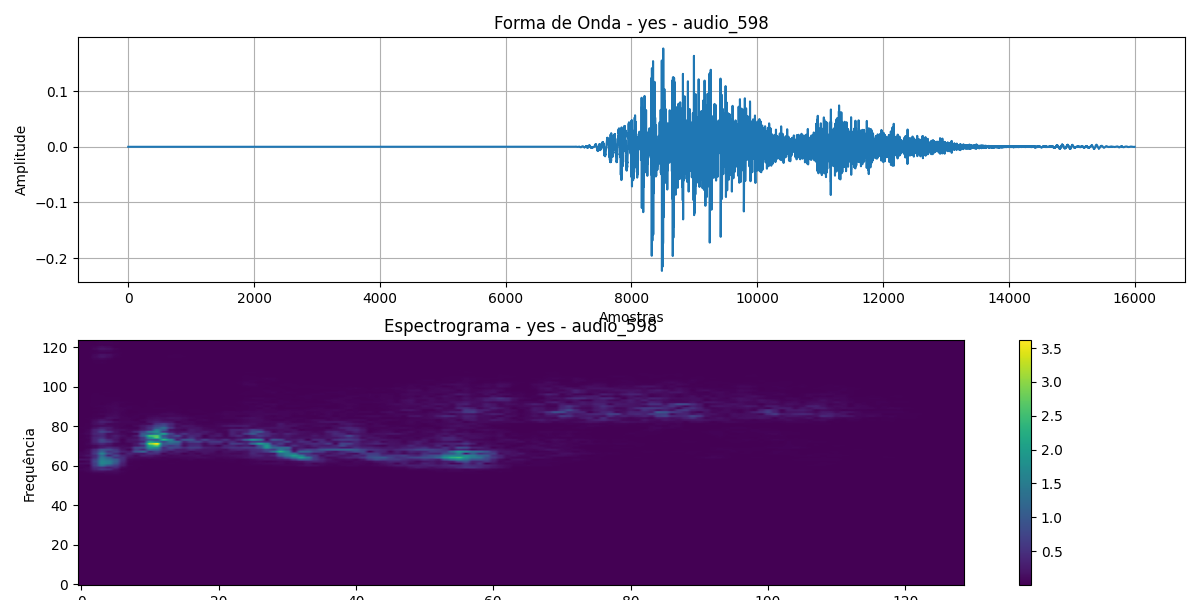 Forma de Onda - yes - audio_598
Amplitude
0.1
0.0
−0.1
−0.2
0 2000 4000 6000 8000 10000 12000 14000 16000
Amostras
Espectrograma - yes - audio_598
Frequência
120
100
80
60
40
20
0
0 20 40 60 80 100 120
3.5
3.0
2.5
2.0
1.5
1.0
0.5